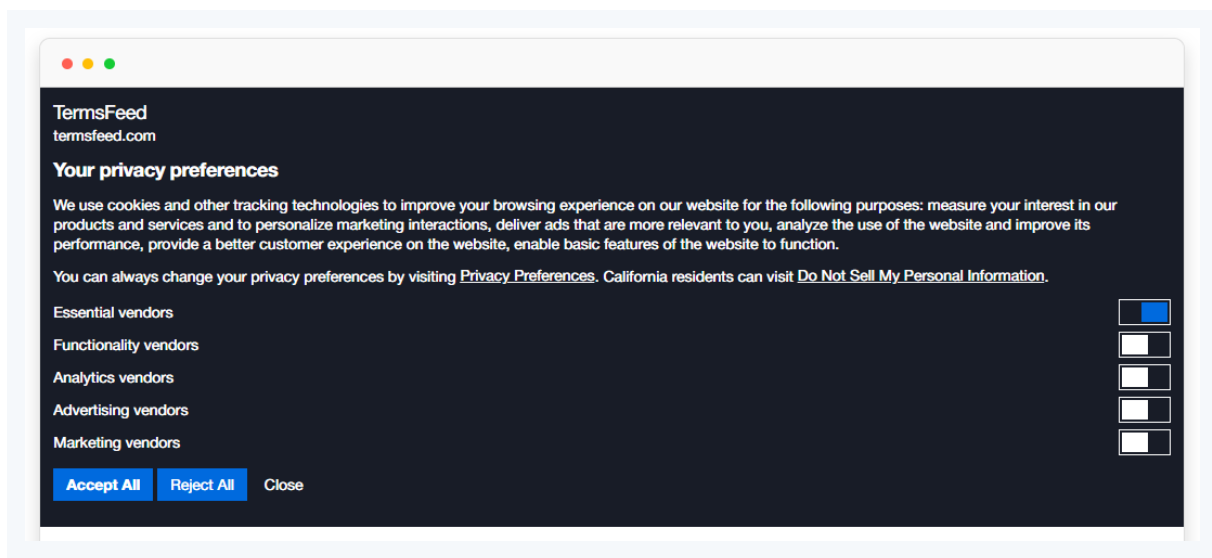 TermsFeed
termsfeed.com
Your privacy preferences
We use cookies and other tracking technologies to improve your browsing experience on our website for the following purposes: measure your interest in our
products and services and to personalize marketing interactions, deliver ads that are more relevant to you, analyze the use of the website and improve its
performance, provide a better customer experience on the website, enable basic features of the website to function.
You can always change your privacy preferences by visiting Privacy Preferences. California residents can visit Do Not Sell My Personal Information.
Essential vendors
Functionality vendors
Analytics vendors
Advertising vendors
Marketing vendors
Accept All Reject All Close